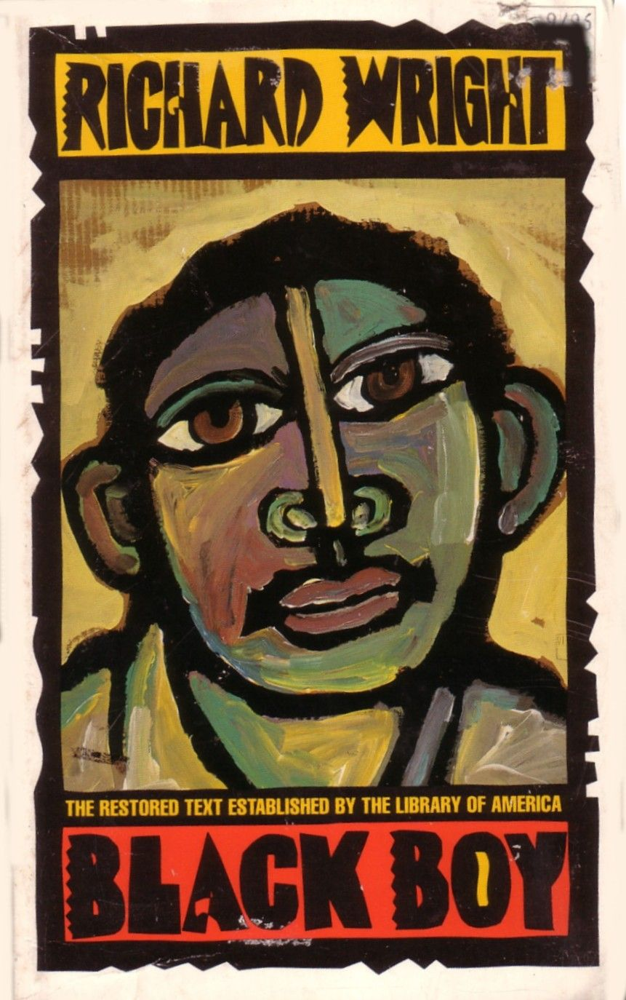 RICHARD WRIGHT
THE RESTORED TEXT ESTABLISHED BY THE LIBRARY OF AMERICA
BLACK BOY